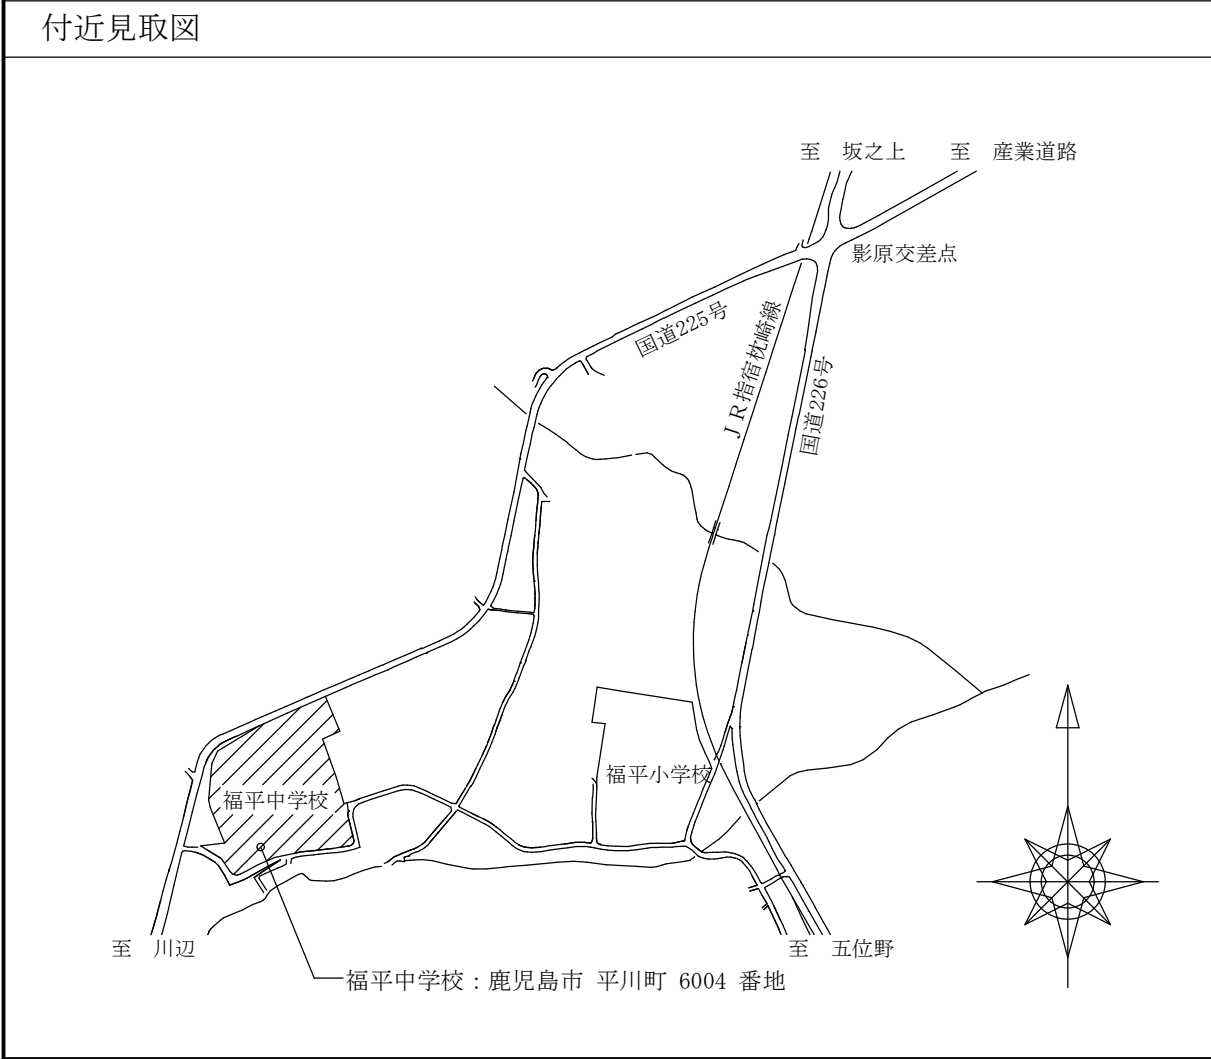 付近見取図
至　坂之上　　至　産業道路
影原交差点
国道225号
ＪＲ指宿枕崎線
国道226号
福平小学校
福平中学校
至　川辺
至　五位野
福平中学校：鹿児島市 平川町 6004 番地